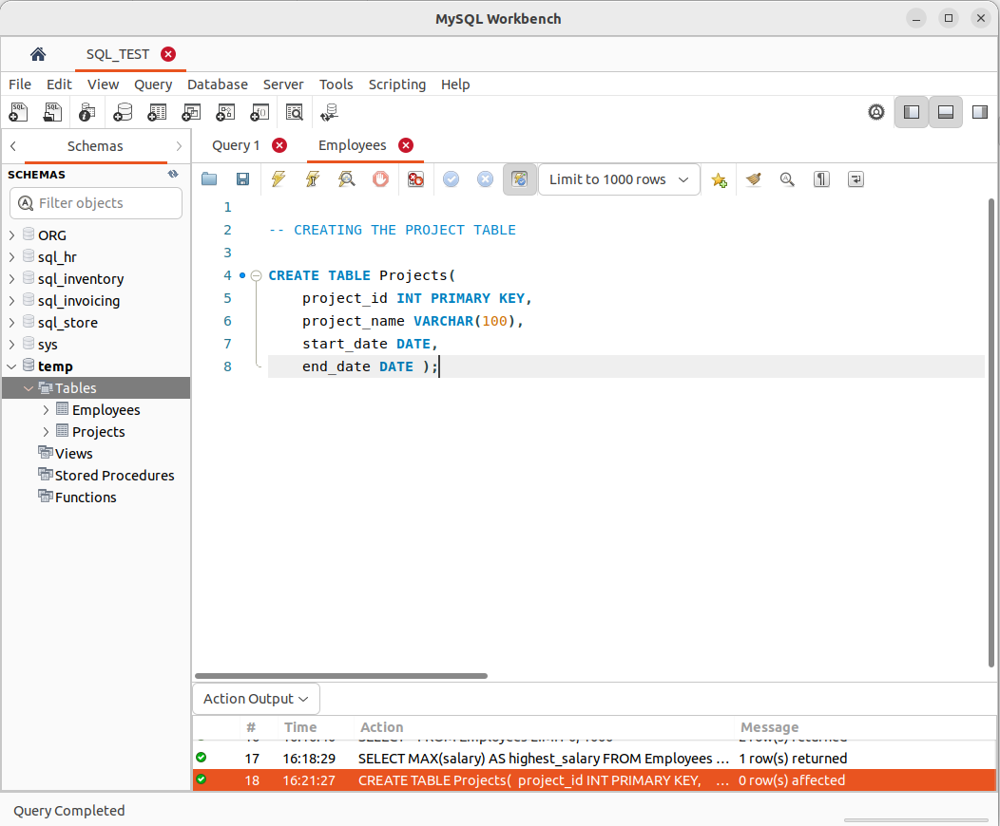 MySQL Workbench
SQL_TEST
File Edit View Query Database Server Tools Scripting Help
Schemas
Query 1 Employees
SCHEMAS
Limit to 1000 rows
Filter objects
ORG
sql_hr
sql_inventory
sql_invoicing
sql_store
sys
temp
Tables
Employees
Projects
Views
Stored Procedures
Functions
1
2 -- CREATING THE PROJECT TABLE
3
4 CREATE TABLE Projects(
5 project_id INT PRIMARY KEY,
6 project_name VARCHAR(100),
7 start_date DATE,
8 end_date DATE );
Action Output
# Time Action Message
17 16:18:29 SELECT MAX(salary) AS highest_salary FROM Employees ... 1 row(s) returned
18 16:21:27 CREATE TABLE Projects( project_id INT PRIMARY KEY, ... 0 row(s) affected
Query Completed